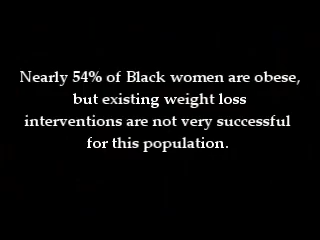 Nearly 54% of Black women are obese,
but existing weight loss
interventions are not very successful
for this population.